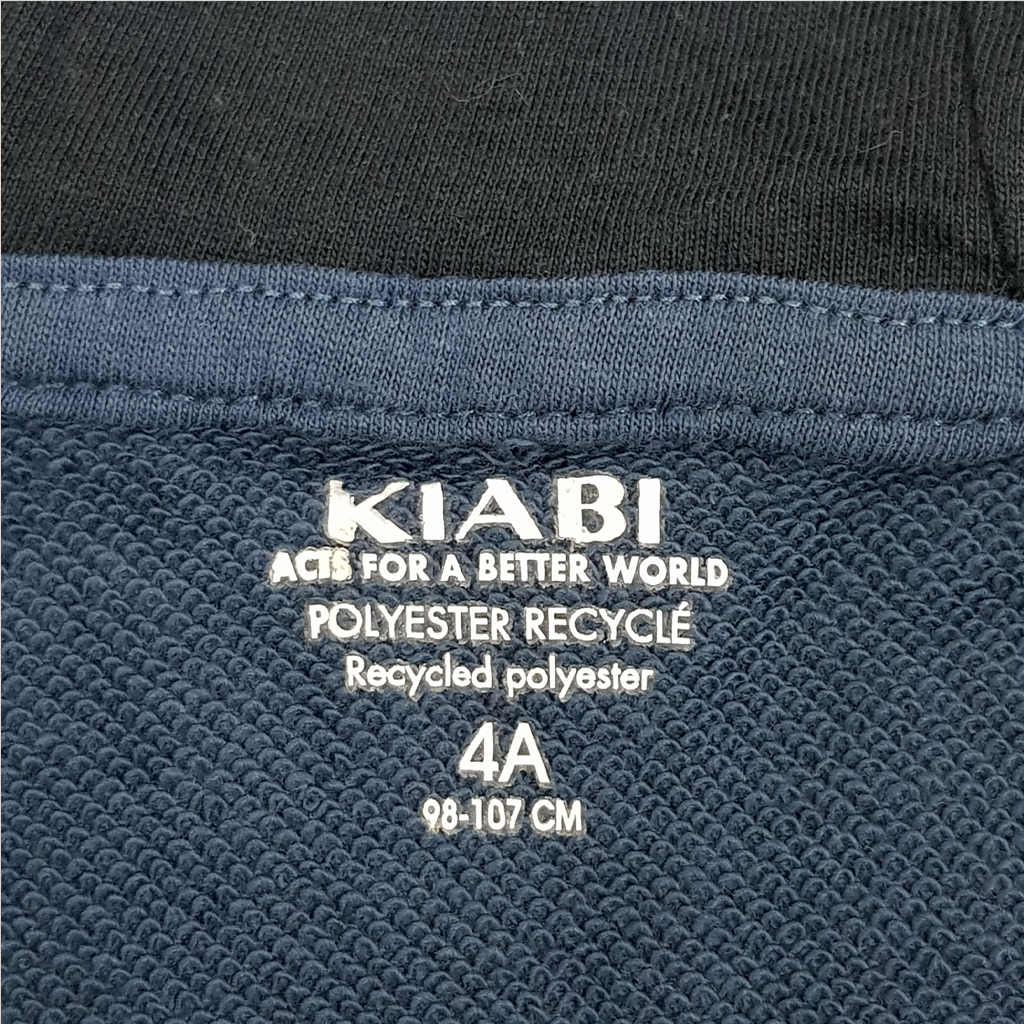 KIABI
ACTS FOR A BETTER WORLD
POLYESTER RECYCLÉ
Recycled polyester
4A
98-107 CM